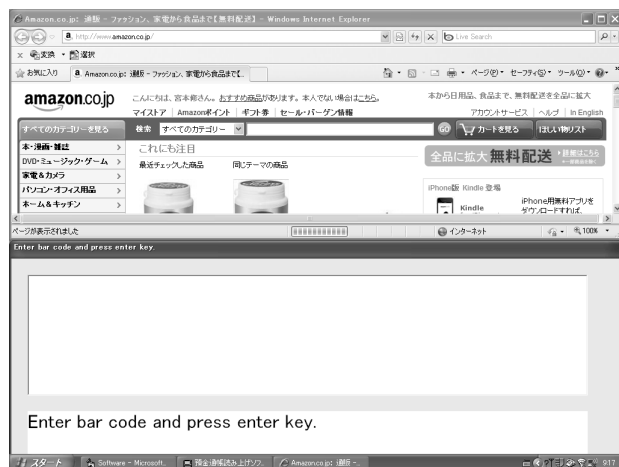 Amazon.co.jp: 通販 - ファッション、家電から食品まで【無料配送】 - Windows Internet Explorer
http://www.amazon.co.jp/
Live Search
変換 選択
お気に入り
Amazon.co.jp: 通販 - ファッション、家電から食品まで【...
ページ(P) セーフティ(S) ツール(O)
amazon.co.jp
こんにちは、宮本修さん。おすすめ商品があります。本人でない場合はこちら。
本から日用品、食品まで、無料配送を全品に拡大
マイストア Amazonポイント ギフト券 セール・バーゲン情報
アカウントサービス ヘルプ In English
すべてのカテゴリーを見る
検索 すべてのカテゴリー
GO
カートを見る
ほしい物リスト
本・漫画・雑誌
DVD・ミュージック・ゲーム
家電&カメラ
パソコン・オフィス用品
ホーム&キッチン
これにも注目
最近チェックした商品 同じテーマの商品
全品に拡大 無料配送 詳細はこちら
iPhone版 Kindle 登場
Kindle
iPhone用無料アプリを
ダウンロードすれば、
ページが表示されました
インターネット
100%
Enter bar code and press enter key.
Enter bar code and press enter key.
スタート
Software - Microsoft...
預金通帳読み上げソフ...
Amazon.co.jp: 通販 -...
9:17